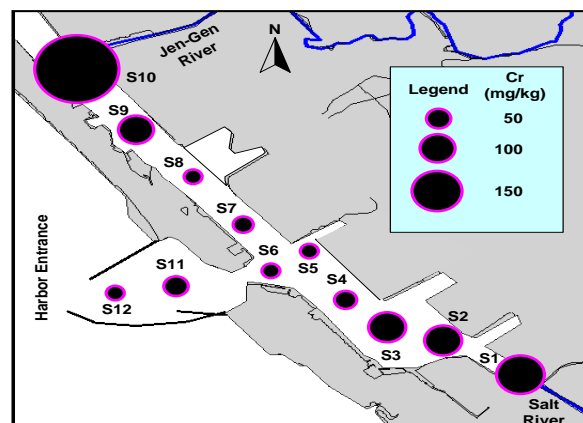 Jen-Gen
River
N
S10
Cr
(mg/kg)
Legend
50
100
150
S9
S8
S7
S6
S5
S4
S11
S12
S2
S3
S1
Harbor Entrance
Salt
River